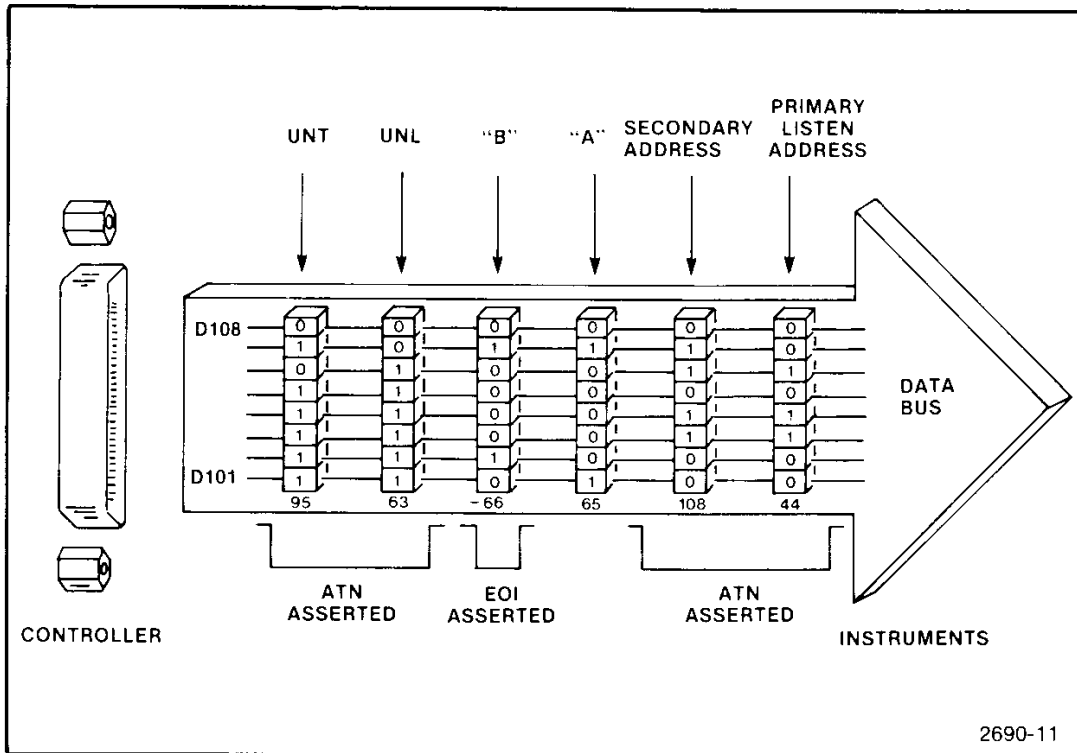 UNT UNL "B" "A" SECONDARY ADDRESS PRIMARY LISTEN ADDRESS
D108 0 0 0 0 0 0
1 0 1 1 1 0
0 1 0 0 1 1
1 1 0 0 0 0
1 1 0 0 1 1
1 1 0 0 1 1
1 1 1 0 0 0
D101 1 1 0 1 0 0
95 63 -66 65 108 44
DATA
BUS
ATN
ASSERTED
EOI
ASSERTED
ATN
ASSERTED
CONTROLLER
INSTRUMENTS
2690-11